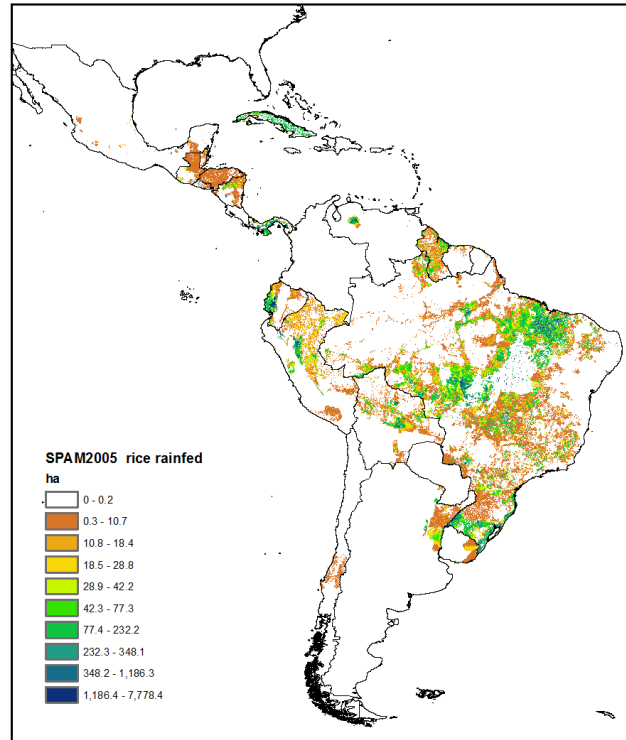 SPAM2005 rice rainfed
ha
0 - 0.2
0.3 - 10.7
10.8 - 18.4
18.5 - 28.8
28.9 - 42.2
42.3 - 77.3
77.4 - 232.2
232.3 - 348.1
348.2 - 1,186.3
1,186.4 - 7,778.4